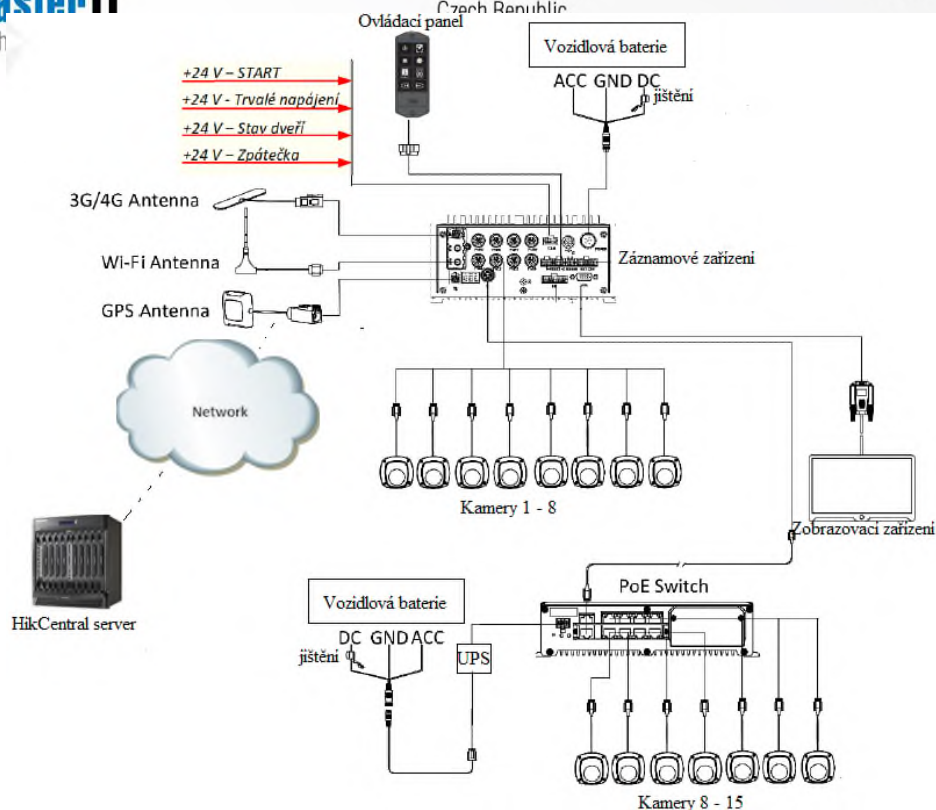 Czech Republic
Ovládací panel
Vozidlová baterie
ACC GND DC
jištění
+24 V – START
+24 V - Trvalé napájení
+24 V – Stav dveří
+24 V – Zpátečka
3G/4G Antenna
Wi-Fi Antenna
GPS Antenna
Záznamové zařízení
Network
Kamery 1 - 8
Zobrazovací zařízení
HikCentral server
PoE Switch
Vozidlová baterie
DC GND ACC
jištění
UPS
Kamery 8 - 15